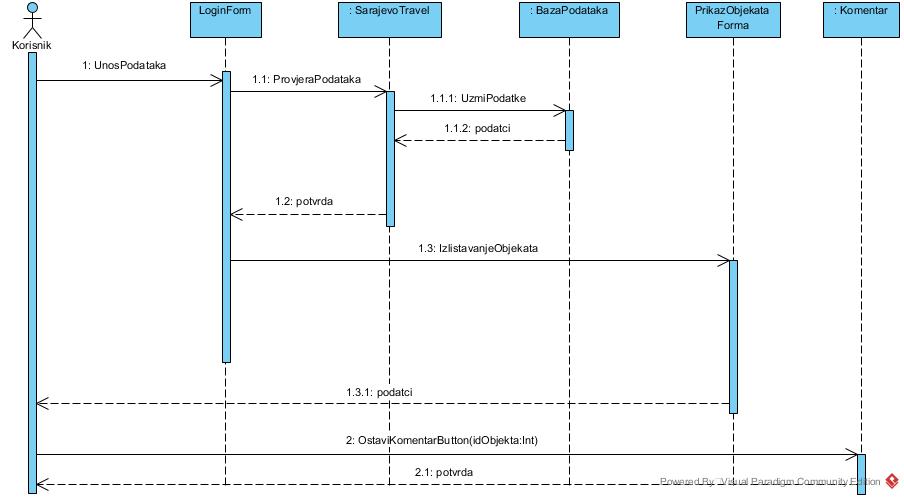 LoginForm
: SarajevoTravel
: BazaPodataka
PrikazObjekata
Forma
: Komentar
Korisnik
1: UnosPodataka
1.1: ProvjeraPodataka
1.1.1: UzmiPodatke
1.1.2: podatci
1.2: potvrda
1.3: IzlistavanjeObjekata
1.3.1: podatci
2: OstaviKomentarButton(idObjekta:Int)
2.1: potvrda
Powered By Visual Paradigm Community Edition